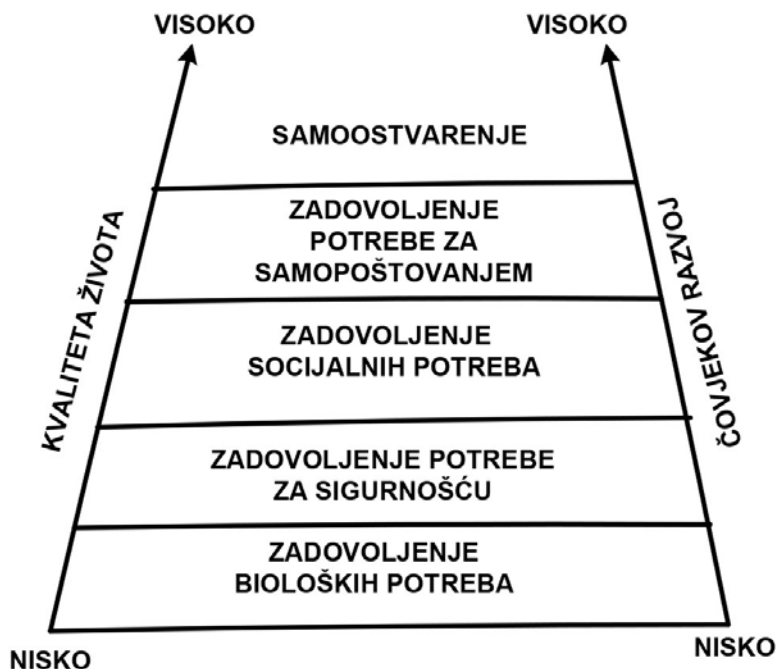 VISOKO
VISOKO
SAMOOSTVARENJE
ZADOVOLJENJE
POTREBE ZA
SAMOPOŠTOVANJEM
ZADOVOLJENJE
SOCIJALNIH POTREBA
KVALITETA ŽIVOTA
ČOVJEKOV RAZVOJ
ZADOVOLJENJE POTREBE
ZA SIGURNOŠĆU
ZADOVOLJENJE
BIOLOŠKIH POTREBA
NISKO
NISKO